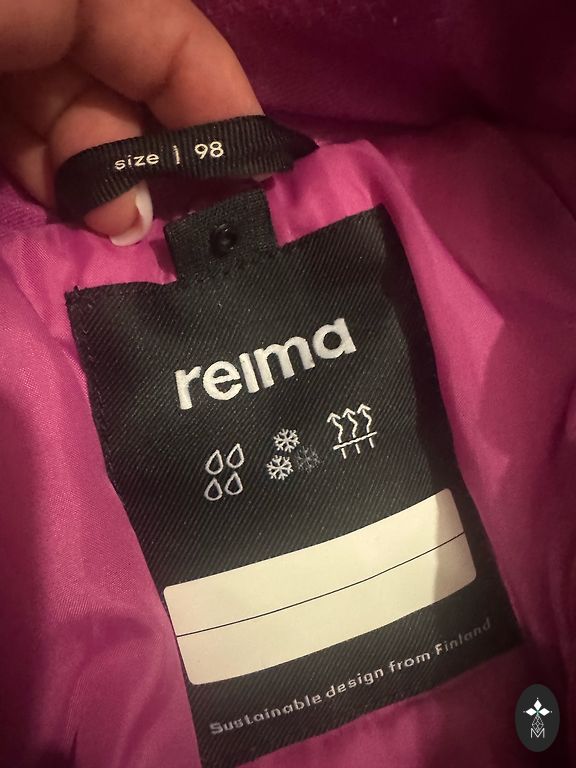 size | 98
reima
Sustainable design from Finland
M